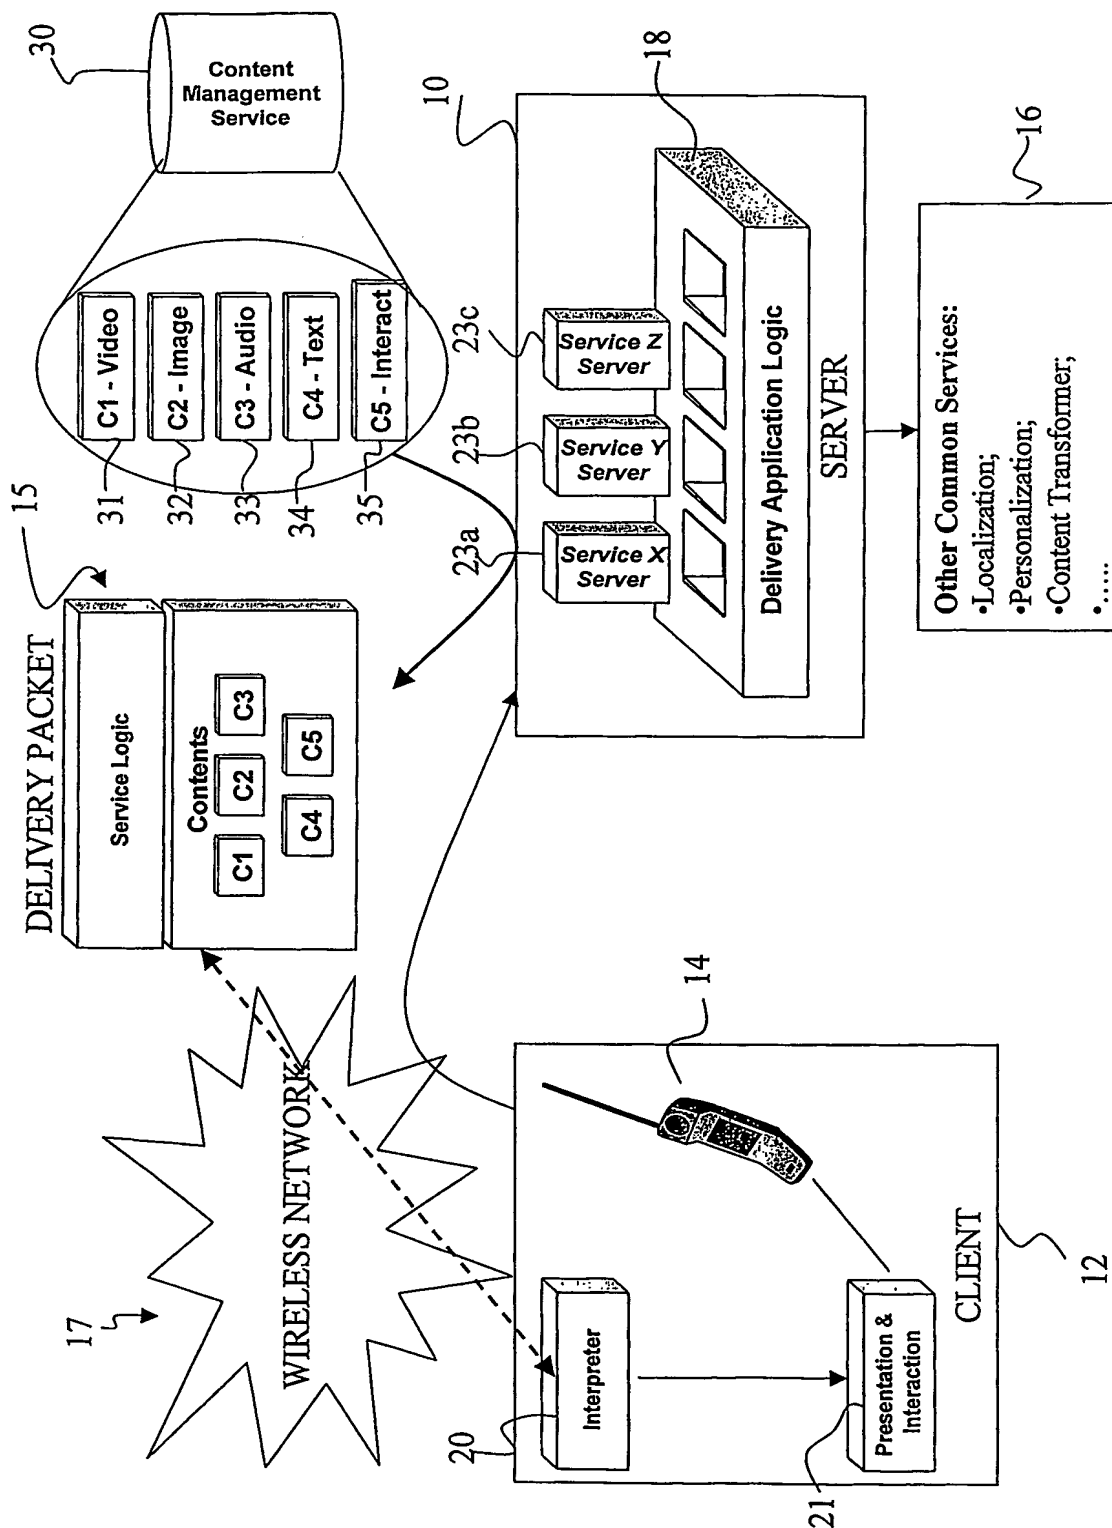 30
Content
Management
Service
C1 - Video
C2 - Image
C3 - Audio
C4 - Text
C5 - Interact
31
32
33
34
35
15
DELIVERY PACKET
Service Logic
Contents
C1
C2
C3
C4
C5
17
WIRELESS NETWORK
10
18
23a
23b
23c
Service X
Server
Service Y
Server
Service Z
Server
Delivery Application Logic
SERVER
16
Other Common Services:
•Localization;
•Personalization;
•Content Transformer;
•.....
14
20
Interpreter
21
Presentation &
Interaction
CLIENT
12